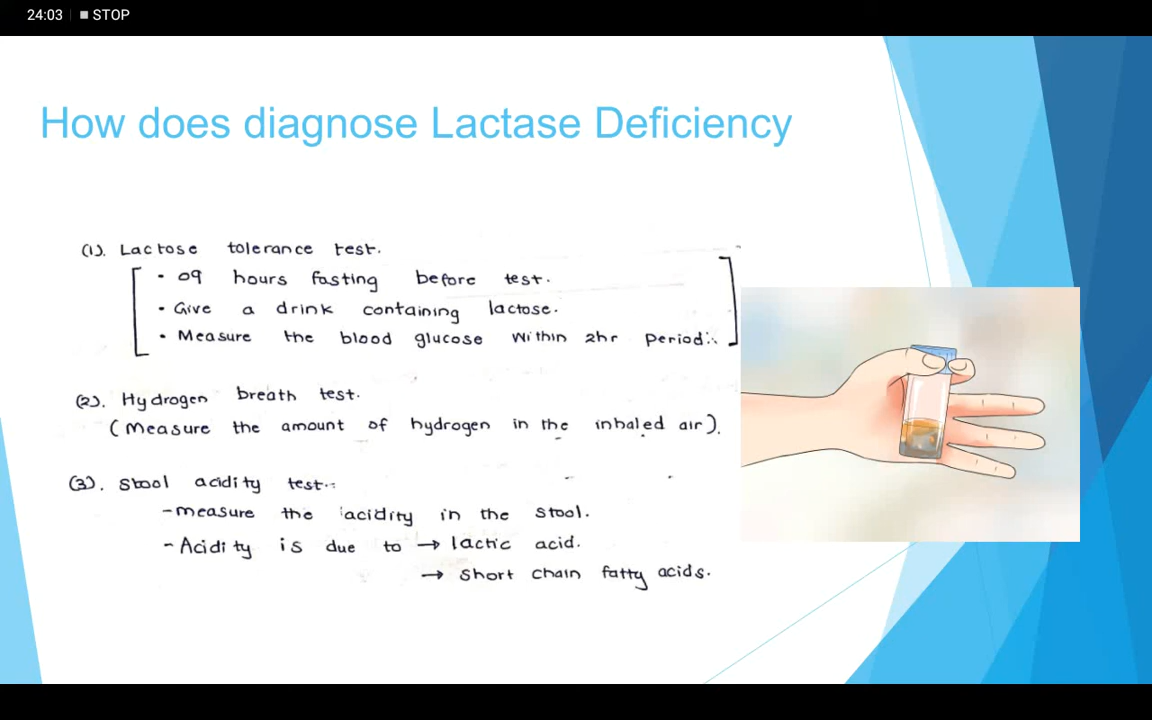 24:03 STOP
How does diagnose Lactase Deficiency
(1). Lactose tolerance test.
• 09 hours fasting before test.
• Give a drink containing lactose.
• Measure the blood glucose within 2hr period.
(2). Hydrogen breath test.
(Measure the amount of hydrogen in the inhaled air).
(3). Stool acidity test.
- measure the acidity in the stool.
- Acidity is due to → lactic acid.
→ short chain fatty acids.